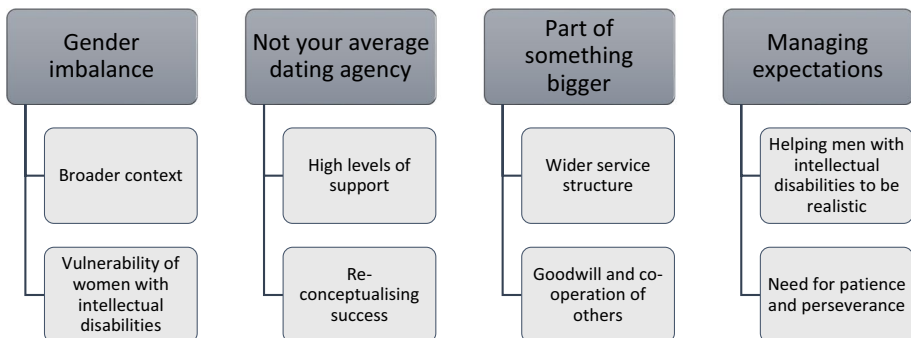 Gender
imbalance
Broader context
Vulnerability of
women with
intellectual
disabilities
Not your average
dating agency
High levels of
support
Re-
conceptualising
success
Part of
something
bigger
Wider service
structure
Goodwill and co-
operation of
others
Managing
expectations
Helping men with
intellectual
disabilities to be
realistic
Need for patience
and perseverance